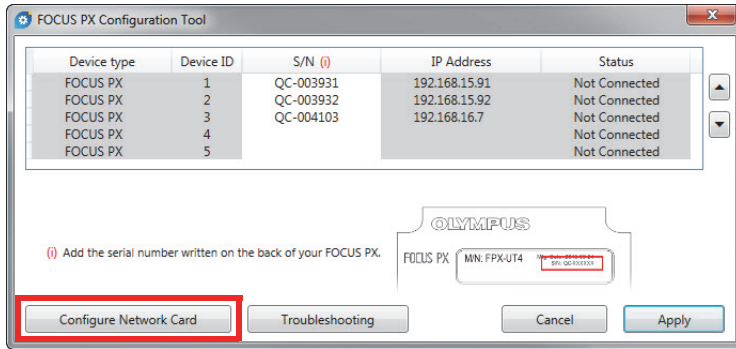 FOCUS PX Configuration Tool
Device type Device ID S/N (i) IP Address Status
FOCUS PX 1 QC-003931 192.168.15.91 Not Connected
FOCUS PX 2 QC-003932 192.168.15.92 Not Connected
FOCUS PX 3 QC-004103 192.168.16.7 Not Connected
FOCUS PX 4 Not Connected
FOCUS PX 5 Not Connected
OLYMPUS
(i) Add the serial number written on the back of your FOCUS PX.
FOCUS PX M/N: FPX-UT4
S/N: QC-XXXXXX
Configure Network Card Troubleshooting Cancel Apply